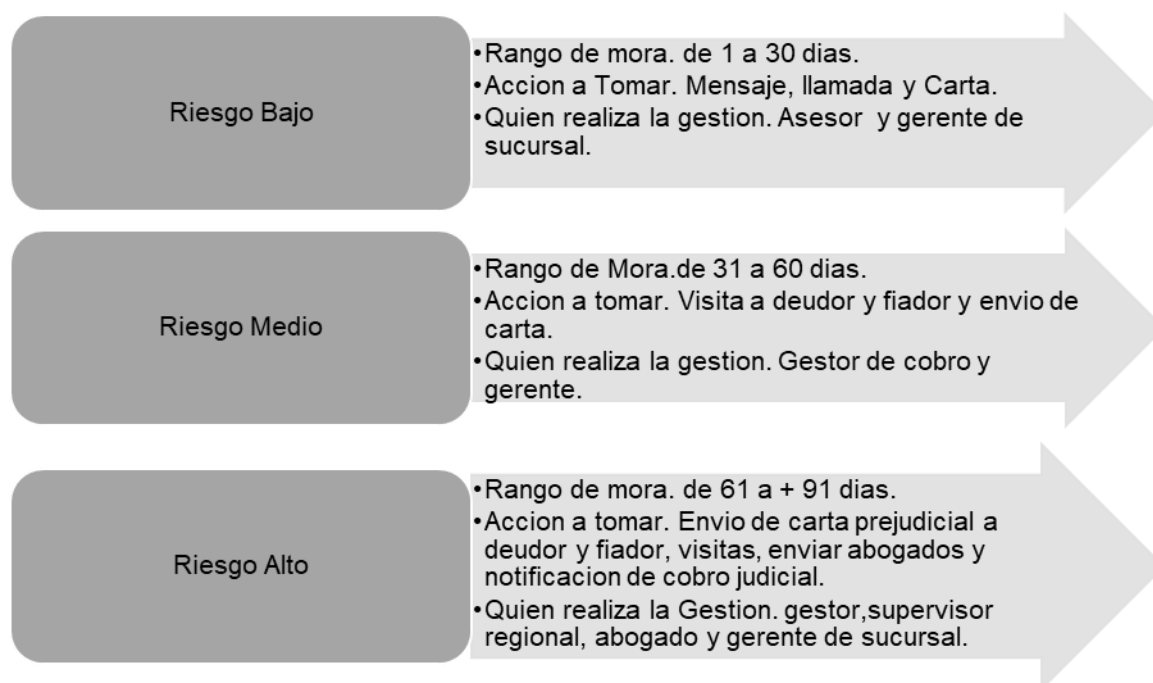 Riesgo Bajo
•Rango de mora. de 1 a 30 dias.
•Accion a Tomar. Mensaje, llamada y Carta.
•Quien realiza la gestion. Asesor  y gerente de
sucursal.
Riesgo Medio
•Rango de Mora.de 31 a 60 dias.
•Accion a tomar. Visita a deudor y fiador y envio de
carta.
•Quien realiza la gestion. Gestor de cobro y
gerente.
Riesgo Alto
•Rango de mora. de 61 a + 91 dias.
•Accion a tomar. Envio de carta prejudicial a
deudor y fiador, visitas, enviar abogados y
notificacion de cobro judicial.
•Quien realiza la Gestion. gestor,supervisor
regional, abogado y gerente de sucursal.